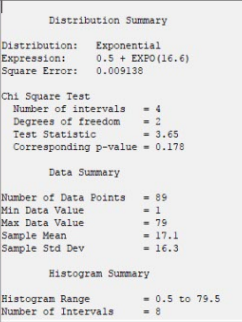 Distribution Summary
Distribution: Exponential
Expression: 0.5 + EXPO(16.6)
Square Error: 0.009138
Chi Square Test
Number of intervals = 4
Degrees of freedom = 2
Test Statistic = 3.65
Corresponding p-value = 0.178
Data Summary
Number of Data Points = 89
Min Data Value = 1
Max Data Value = 79
Sample Mean = 17.1
Sample Std Dev = 16.3
Histogram Summary
Histogram Range = 0.5 to 79.5
Number of Intervals = 8